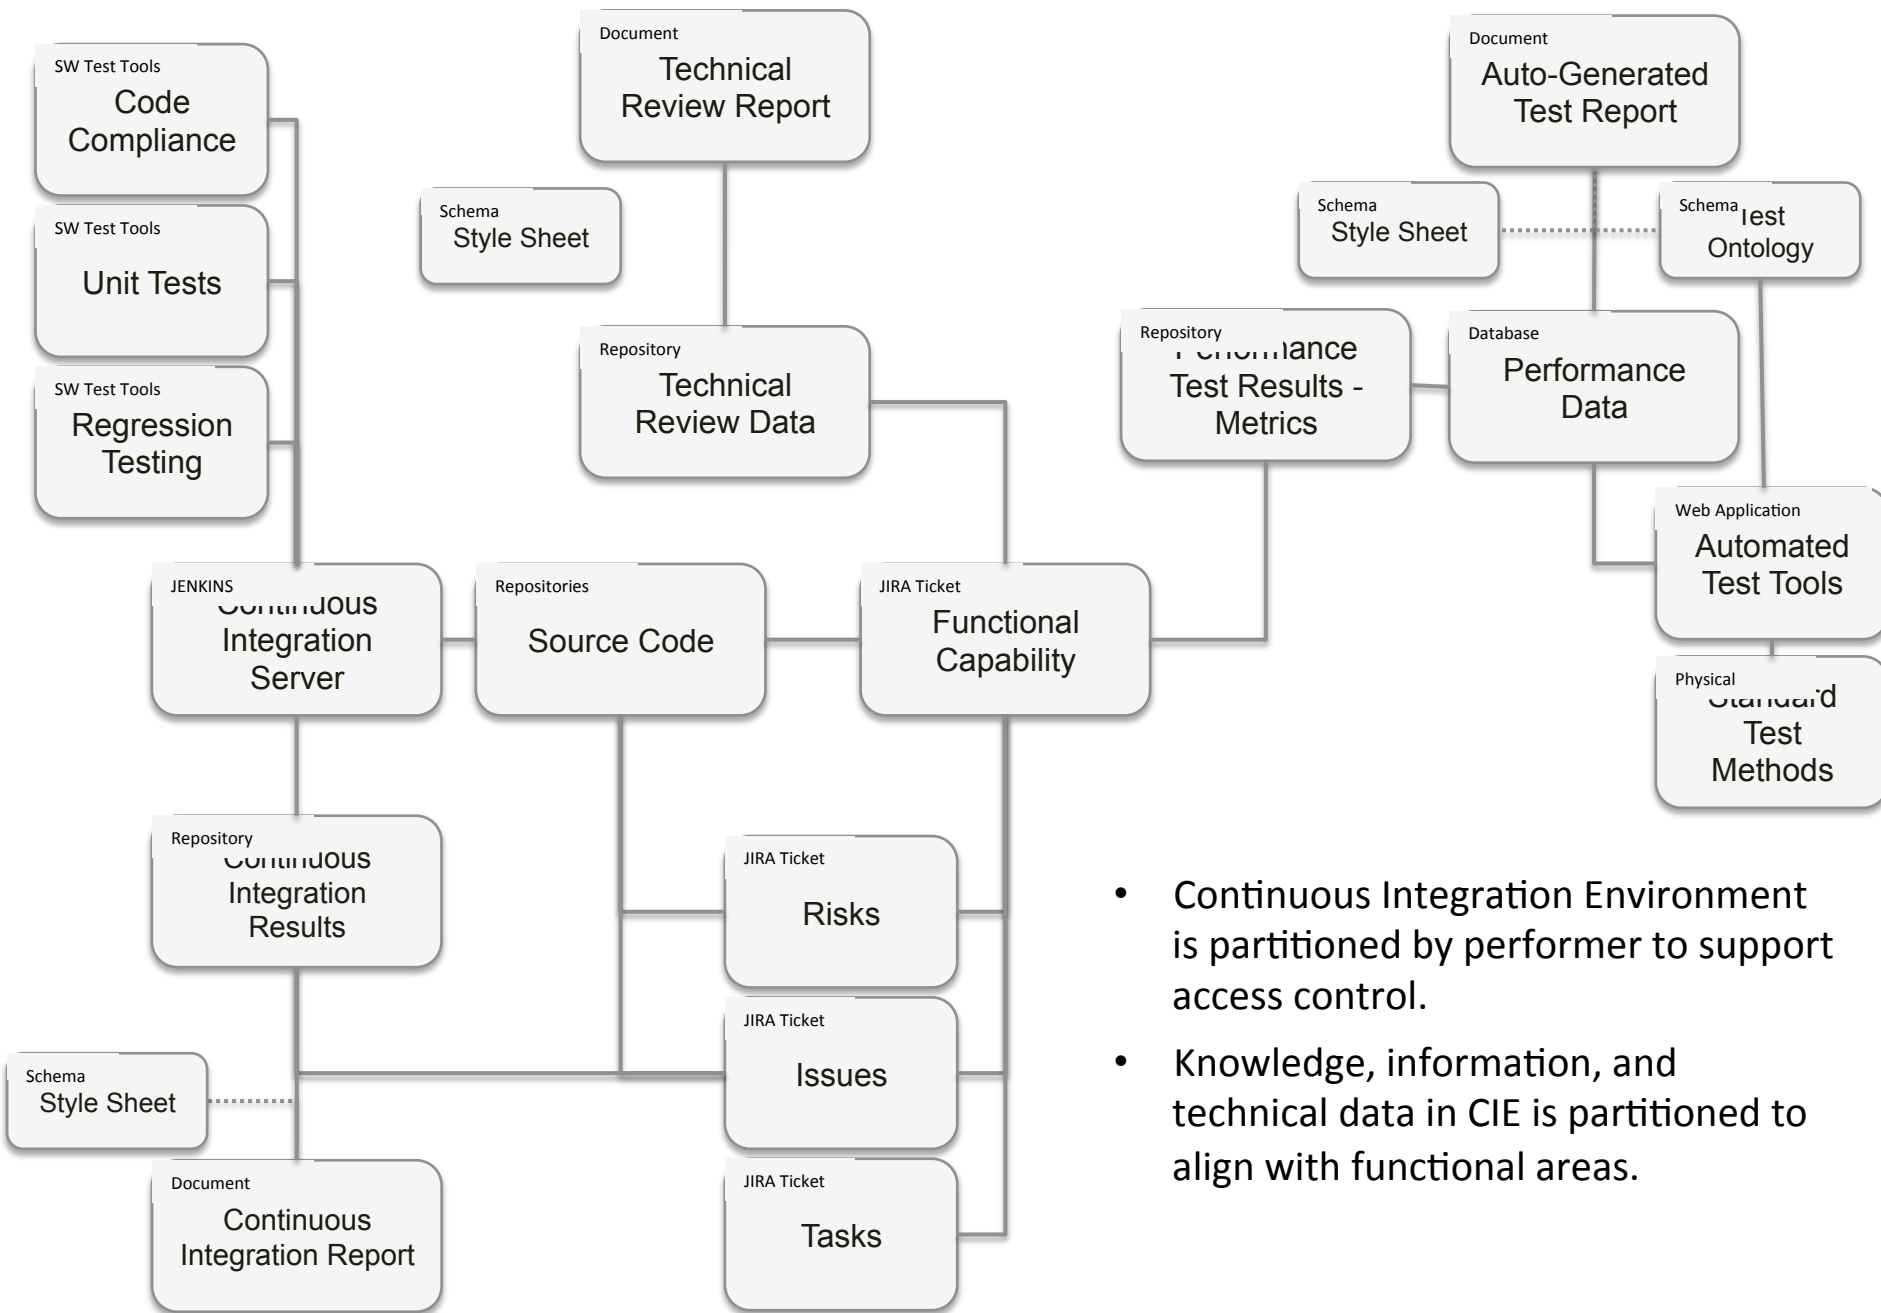 SW Test Tools
Code
Compliance
SW Test Tools
Unit Tests
SW Test Tools
Regression
Testing
Document
Technical
Review Report
Schema
Style Sheet
Repository
Technical
Review Data
Document
Auto-Generated
Test Report
Schema
Style Sheet
Schema
Test
Ontology
Repository
Performance
Test Results -
Metrics
Database
Performance
Data
Web Application
Automated
Test Tools
Physical
Standard
Test
Methods
JENKINS
Continuous
Integration
Server
Repositories
Source Code
JIRA Ticket
Functional
Capability
Repository
Continuous
Integration
Results
JIRA Ticket
Risks
JIRA Ticket
Issues
JIRA Ticket
Tasks
Schema
Style Sheet
Document
Continuous
Integration Report
• Continuous Integration Environment
is partitioned by performer to support
access control.
• Knowledge, information, and
technical data in CIE is partitioned to
align with functional areas.